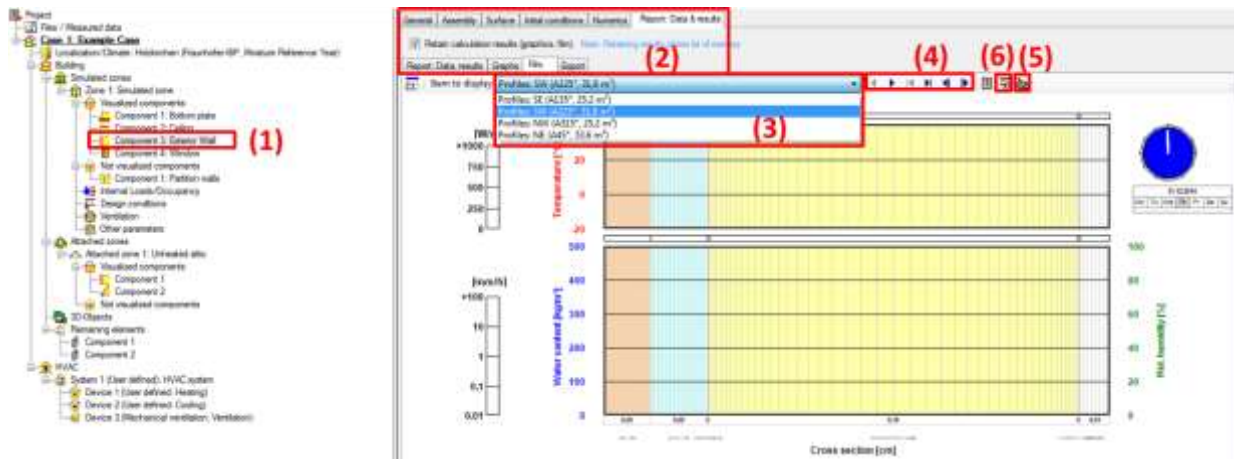 Project
Files / Measured data
Case 1: Example Case
Localization/Climate: Holzkirchen (Fraunhofer-IBP, Moisture Reference Year)
Building
Simulated zones
Zone 1: Simulated zone
Visualized components
Component 1: Bottom plate
Component 2: Ceiling
Component 3: Exterior Wall
Component 4: Window
Not visualized components
Component 1: Partition walls
Internal Loads/Occupancy
Design conditions
Ventilation
Other parameters
Attached zones
Attached zone 1: Unheated attic
Visualized components
Component 1
Component 2
Not visualized components
3D-Objects
Remaining elements
Component 1
Component 2
HVAC
System 1 (User defined): HVAC system
Device 1 (User defined: Heating)
Device 2 (User defined: Cooling)
Device 3 (Mechanical ventilation: Ventilation)
(1)
General Assembly Surface Initial conditions Numerics Report: Data & results
Retain calculation results (graphics, film)
(2)
Report: Data, results Graphs Film Export
(4) (6) (5)
Item to display
Profiles: SE (A135°, 25,2 m²)
Profiles: NW (A315°, 25,2 m²)
Profiles: NE (A45°, 33,6 m²)
(3)
>1000
750
500
250
0
Temperature
20
0
-20
[mm/h]
>100
10
1
0,1
0,01
Water content [kg/m³]
500
400
300
200
100
0
100
80
60
40
20
0
Rel. humidity [%]
Cross section [cm]